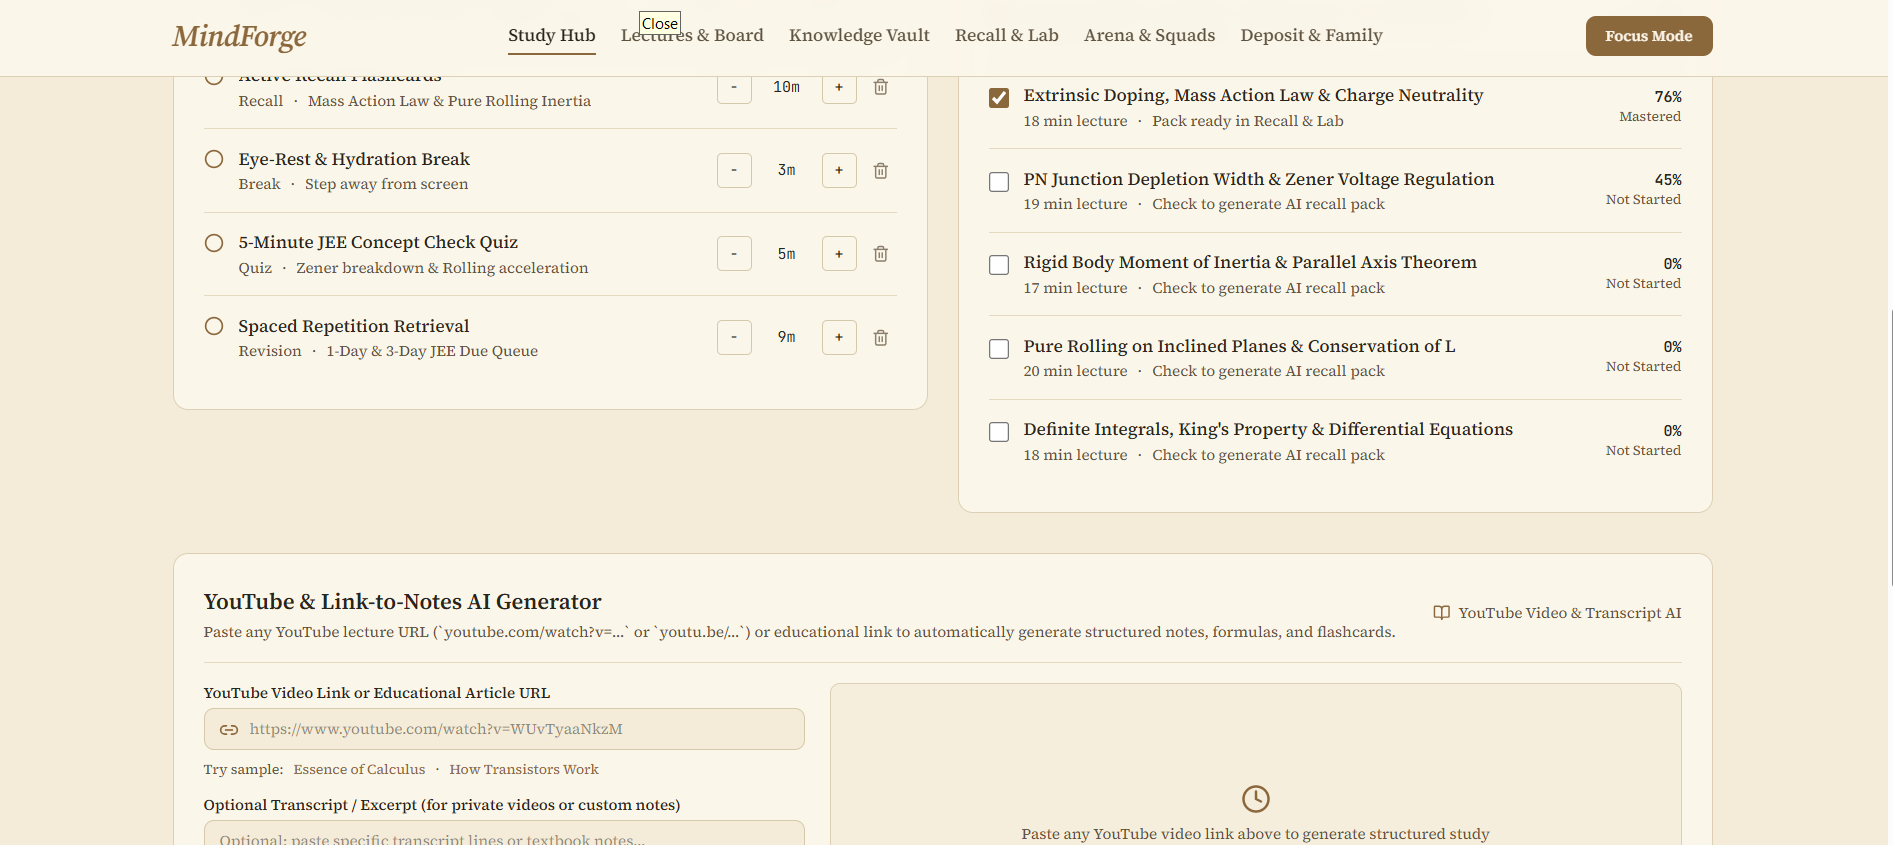 MindForge
Study Hub
Lectures & Board
Knowledge Vault
Recall & Lab
Arena & Squads
Deposit & Family
Focus Mode
Close
Active Recall Flashcards
Recall · Mass Action Law & Pure Rolling Inertia
- 10m +
Eye-Rest & Hydration Break
Break · Step away from screen
- 3m +
5-Minute JEE Concept Check Quiz
Quiz · Zener breakdown & Rolling acceleration
- 5m +
Spaced Repetition Retrieval
Revision · 1-Day & 3-Day JEE Due Queue
- 9m +
Extrinsic Doping, Mass Action Law & Charge Neutrality
18 min lecture · Pack ready in Recall & Lab
76%
Mastered
PN Junction Depletion Width & Zener Voltage Regulation
19 min lecture · Check to generate AI recall pack
45%
Not Started
Rigid Body Moment of Inertia & Parallel Axis Theorem
17 min lecture · Check to generate AI recall pack
0%
Not Started
Pure Rolling on Inclined Planes & Conservation of L
20 min lecture · Check to generate AI recall pack
0%
Not Started
Definite Integrals, King's Property & Differential Equations
18 min lecture · Check to generate AI recall pack
0%
Not Started
YouTube & Link-to-Notes AI Generator
Paste any YouTube lecture URL (`youtube.com/watch?v=...` or `youtu.be/...`) or educational link to automatically generate structured notes, formulas, and flashcards.
YouTube Video & Transcript AI
YouTube Video Link or Educational Article URL
https://www.youtube.com/watch?v=WUvTyaaNkzM
Try sample: Essence of Calculus · How Transistors Work
Optional Transcript / Excerpt (for private videos or custom notes)
Optional: paste specific transcript lines or textbook notes...
Paste any YouTube video link above to generate structured study